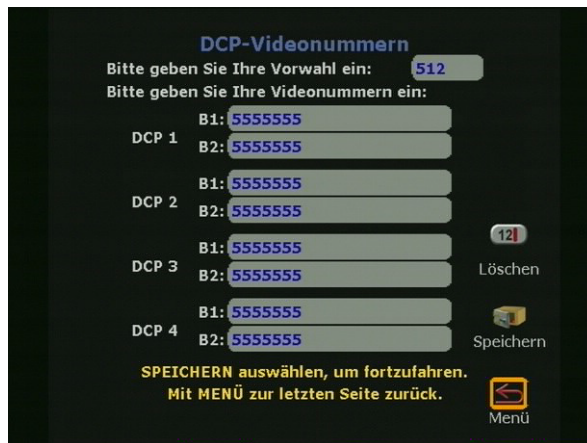 DCP-Videonummern
Bitte geben Sie Ihre Vorwahl ein: 512
Bitte geben Sie Ihre Videonummern ein:
DCP 1
B1: 5555555
B2: 5555555
DCP 2
B1: 5555555
B2: 5555555
DCP 3
B1: 5555555
B2: 5555555
DCP 4
B1: 5555555
B2: 5555555
12
Löschen
Speichern
SPEICHERN auswählen, um fortzufahren.
Mit MENÜ zur letzten Seite zurück.
Menü